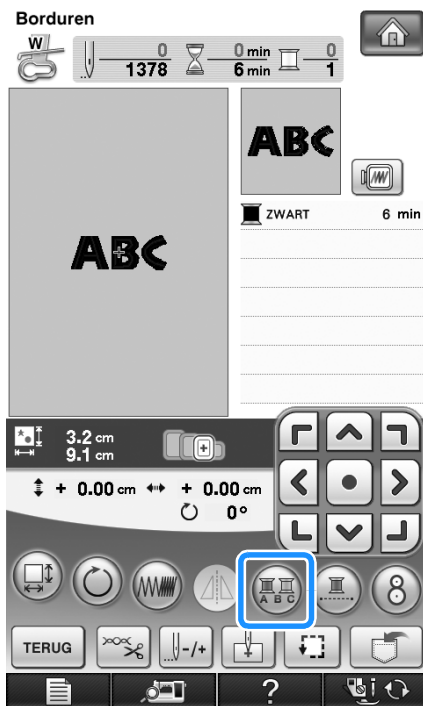 Borduren
W
0 0 min 0
1378 6 min 1
ABC
ABC
ZWART 6 min
3.2 cm
9.1 cm
+ 0.00 cm + 0.00 cm
0°
A B C
8
TERUG -/+
?